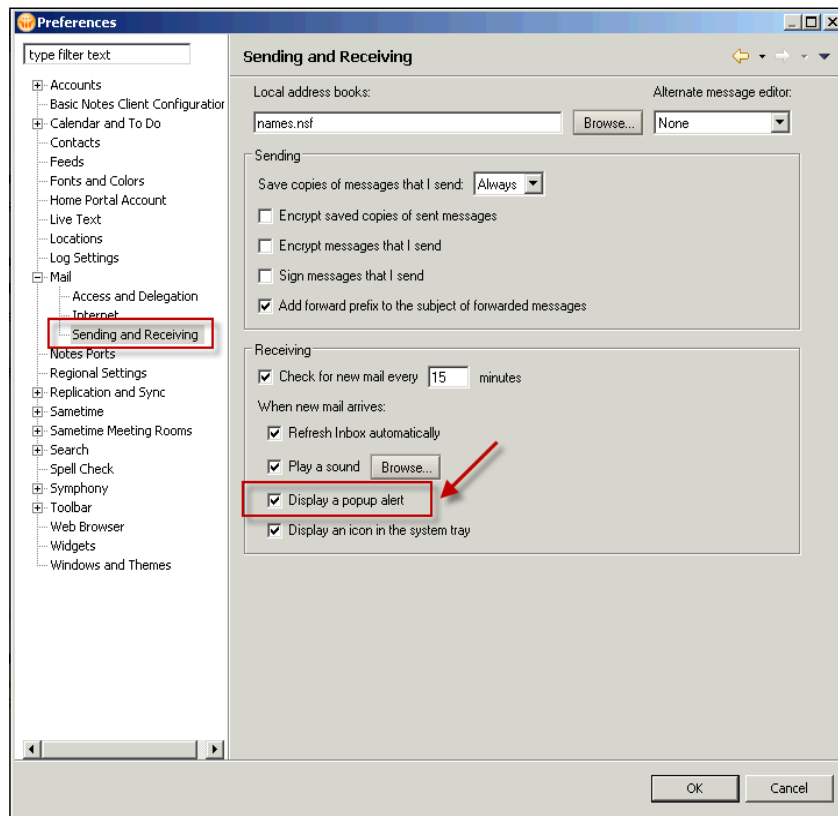 Preferences
type filter text
Accounts
Basic Notes Client Configuration
Calendar and To Do
Contacts
Feeds
Fonts and Colors
Home Portal Account
Live Text
Locations
Log Settings
Mail
Access and Delegation
Internet
Sending and Receiving
Notes Ports
Regional Settings
Replication and Sync
Sametime
Sametime Meeting Rooms
Search
Spell Check
Symphony
Toolbar
Web Browser
Widgets
Windows and Themes
Sending and Receiving
Local address books:
Alternate message editor:
names.nsf
Browse...
None
Sending
Save copies of messages that I send: Always
Encrypt saved copies of sent messages
Encrypt messages that I send
Sign messages that I send
Add forward prefix to the subject of forwarded messages
Receiving
Check for new mail every 15 minutes
When new mail arrives:
Refresh Inbox automatically
Play a sound Browse...
Display a popup alert
Display an icon in the system tray
OK
Cancel